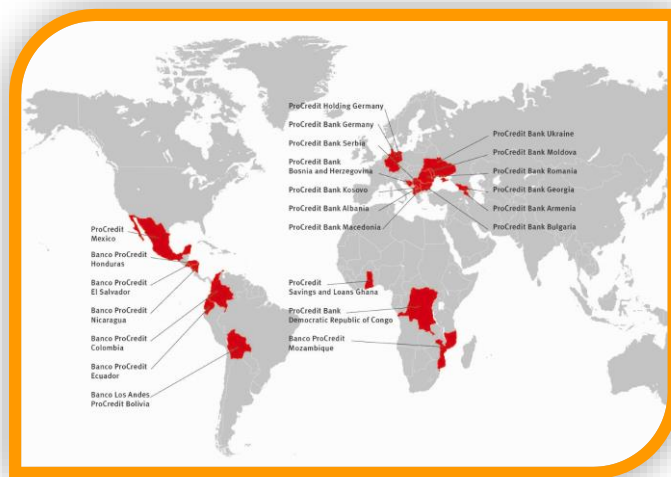 ProCredit Holding Germany
ProCredit Bank Germany
ProCredit Bank Serbia
ProCredit Bank
Bosnia and Herzegovina
ProCredit Bank Kosovo
ProCredit Bank Albania
ProCredit Bank Macedonia
ProCredit Bank Ukraine
ProCredit Bank Moldova
ProCredit Bank Romania
ProCredit Bank Georgia
ProCredit Bank Armenia
ProCredit Bank Bulgaria
ProCredit
Mexico
Banco ProCredit
Honduras
Banco ProCredit
El Salvador
Banco ProCredit
Nicaragua
Banco ProCredit
Colombia
Banco ProCredit
Ecuador
Banco Los Andes
ProCredit Bolivia
ProCredit
Savings and Loans Ghana
ProCredit Bank
Democratic Republic of Congo
Banco ProCredit
Mozambique